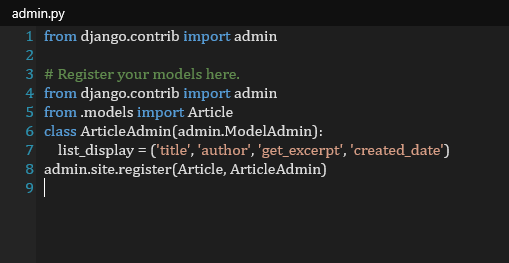 admin.py
1 from django.contrib import admin
2
3 # Register your models here.
4 from django.contrib import admin
5 from .models import Article
6 class ArticleAdmin(admin.ModelAdmin):
7     list_display = ('title', 'author', 'get_excerpt', 'created_date')
8 admin.site.register(Article, ArticleAdmin)
9